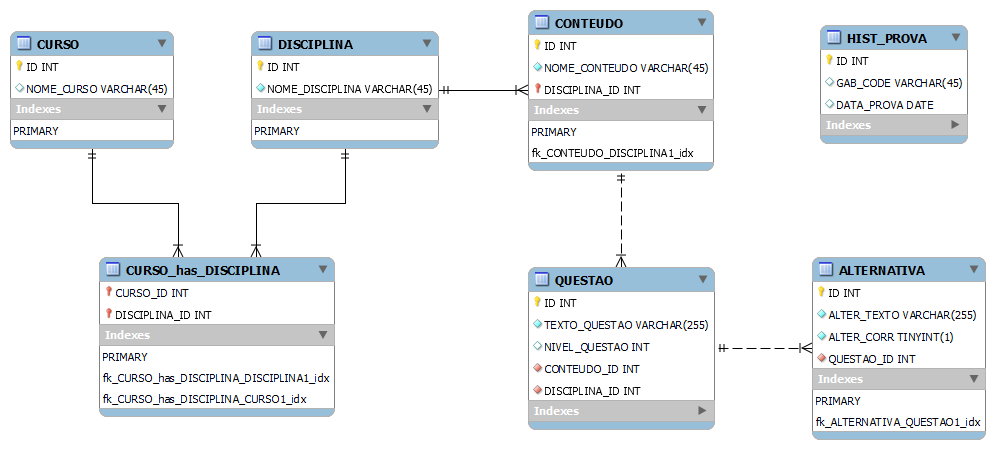 CURSO
ID INT
NOME_CURSO VARCHAR(45)
Indexes
PRIMARY
DISCIPLINA
ID INT
NOME_DISCIPLINA VARCHAR(45)
Indexes
PRIMARY
CONTEUDO
ID INT
NOME_CONTEUDO VARCHAR(45)
DISCIPLINA_ID INT
Indexes
PRIMARY
fk_CONTEUDO_DISCIPLINA1_idx
HIST_PROVA
ID INT
GAB_CODE VARCHAR(45)
DATA_PROVA DATE
Indexes
CURSO_has_DISCIPLINA
CURSO_ID INT
DISCIPLINA_ID INT
Indexes
PRIMARY
fk_CURSO_has_DISCIPLINA_DISCIPLINA1_idx
fk_CURSO_has_DISCIPLINA_CURSO1_idx
QUESTAO
ID INT
TEXTO_QUESTAO VARCHAR(255)
NIVEL_QUESTAO INT
CONTEUDO_ID INT
DISCIPLINA_ID INT
Indexes
ALTERNATIVA
ID INT
ALTER_TEXTO VARCHAR(255)
ALTER_CORR TINYINT(1)
QUESTAO_ID INT
Indexes
PRIMARY
fk_ALTERNATIVA_QUESTAO1_idx